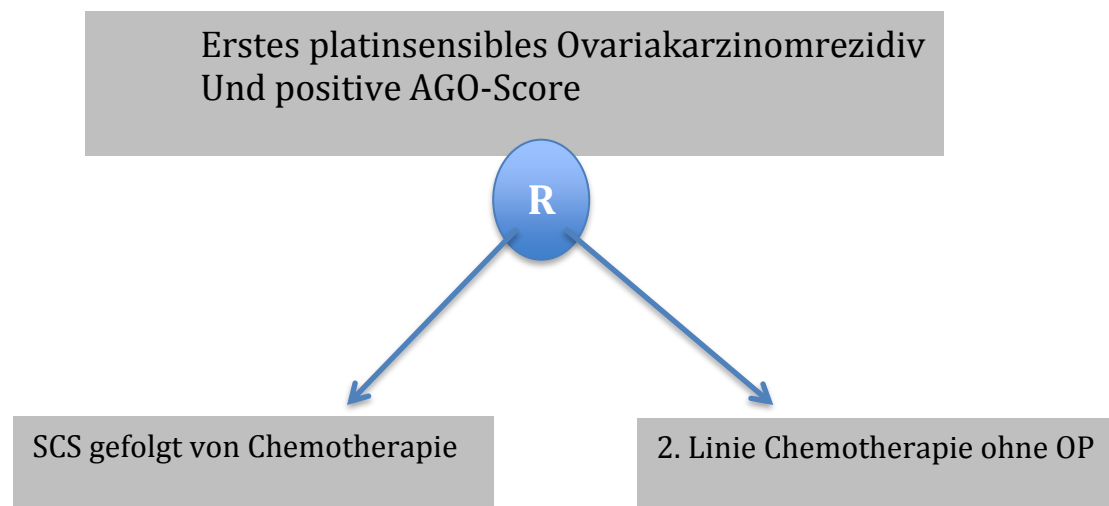 Erstes platinsensibles Ovariakarzinomrezidiv
Und positive AGO-Score
R
SCS gefolgt von Chemotherapie
2. Linie Chemotherapie ohne OP